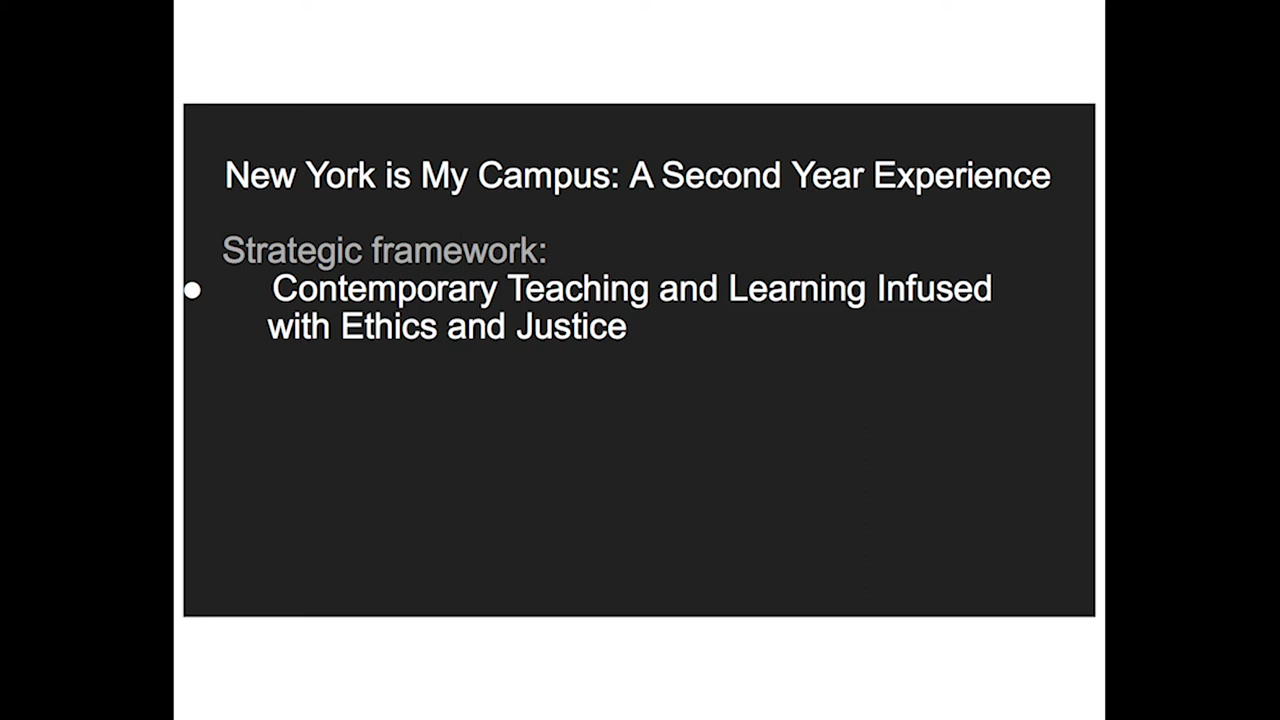 New York is My Campus: A Second Year Experience
Strategic framework:
● Contemporary Teaching and Learning Infused
with Ethics and Justice